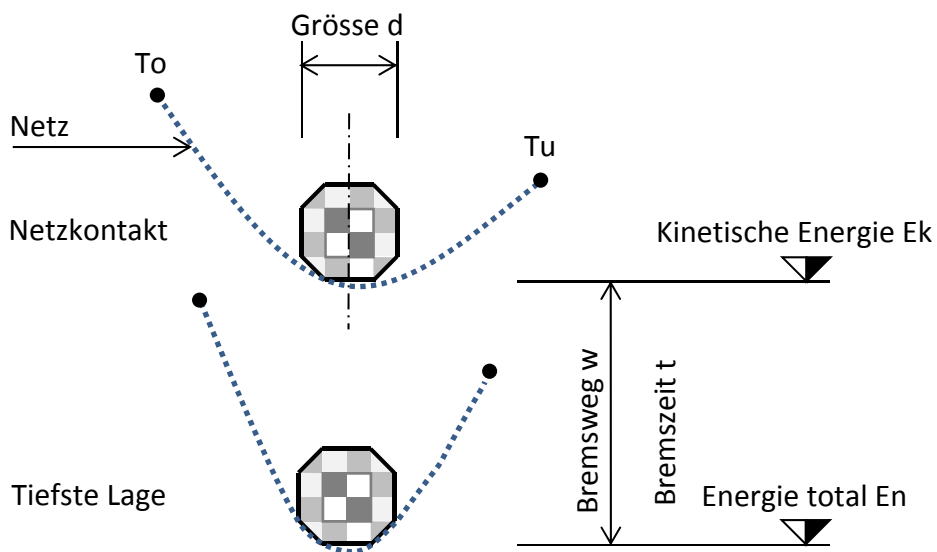 Grösse d
To
Netz
Tu
Netzkontakt
Kinetische Energie Ek
Bremsweg w
Bremszeit t
Tiefste Lage
Energie total En